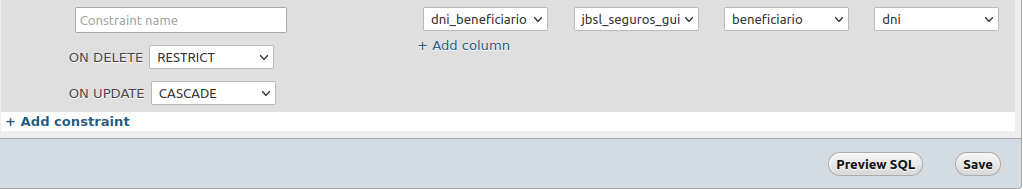 Constraint name dni_beneficiario jbsl_seguros_gui beneficiario dni
+ Add column
ON DELETE RESTRICT
ON UPDATE CASCADE
+ Add constraint
Preview SQL Save